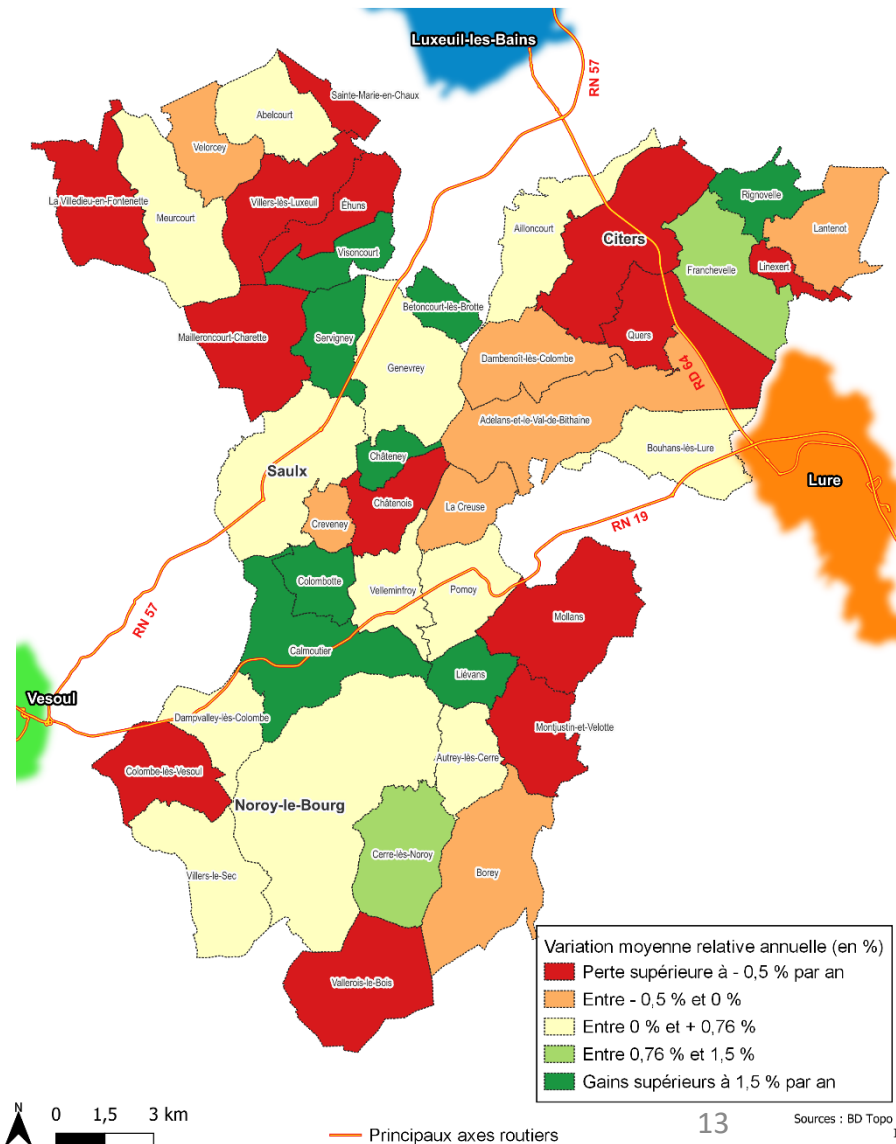 Luxeuil-les-Bains
RN 57
Sainte-Marie-en-Chaux
Abelcourt
Velorcey
La Villedieu-en-Fontenette
Villers-lès-Luxeuil
Éhuns
Meurcourt
Visoncourt
Rignovelle
Lantenot
Ailloncourt
Citers
Franchevelle
Linexert
Betoncourt-lès-Brotte
Mailleroncourt-Charette
Servigney
Quers
Genevrey
Dambenoît-lès-Colombe
RD 64
Adelans-et-le-Val-de-Bithaine
Bouhans-lès-Lure
Châteney
Saulx
Lure
Châtenois
La Creuse
Creveney
RN 19
Colombotte
Velleminfroy
Pomoy
RN 57
Mollans
Calmoutier
Liévans
Vesoul
Dampvalley-lès-Colombe
Montjustin-et-Velotte
Autrey-lès-Cerre
Colombe-lès-Vesoul
Noroy-le-Bourg
Cerre-lès-Noroy
Villers-le-Sec
Borey
Vallerois-le-Bois
Variation moyenne relative annuelle (en %)
Perte supérieure à - 0,5 % par an
Entre - 0,5 % et 0 %
Entre 0 % et + 0,76 %
Entre 0,76 % et 1,5 %
Gains supérieurs à 1,5 % par an
N
0 1,5 3 km
Principaux axes routiers
13
Sources : BD Topo